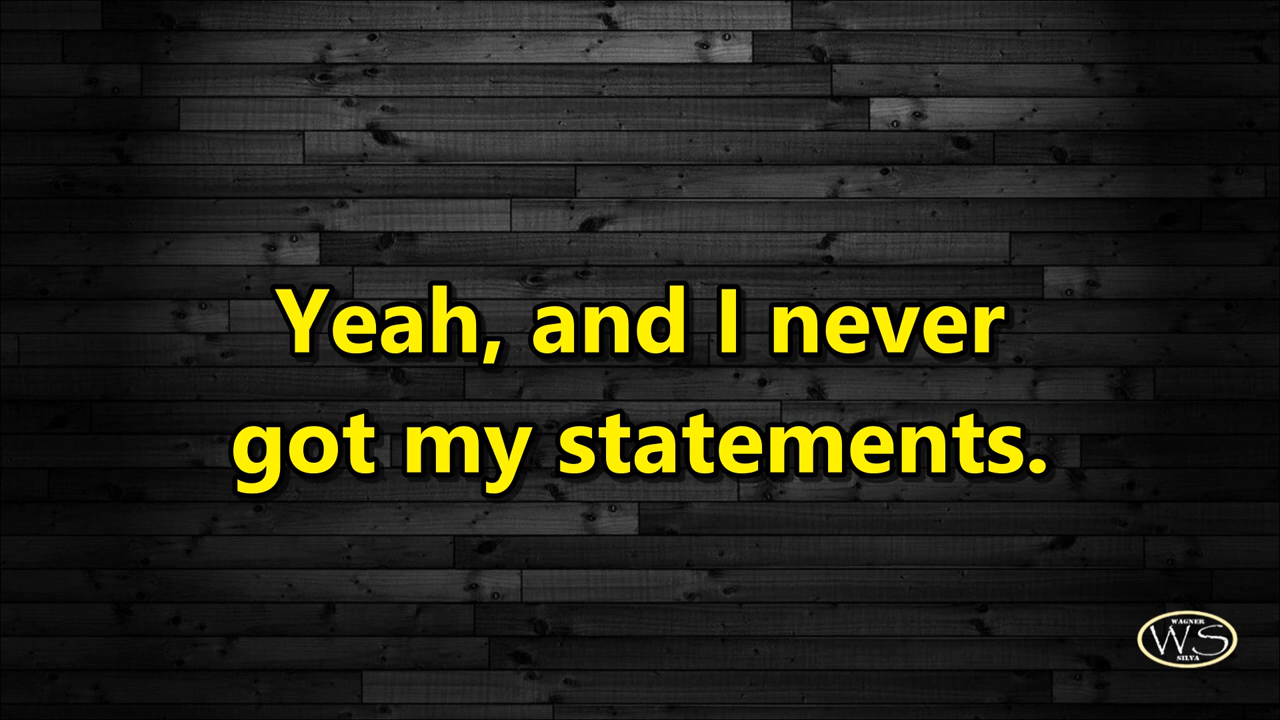 Yeah, and I never
got my statements.
WAGNER
WS
SILVA